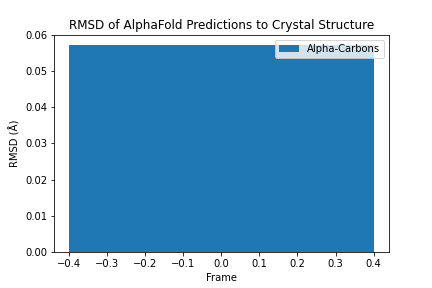 RMSD of AlphaFold Predictions to Crystal Structure
Alpha-Carbons
0.06
0.05
0.04
0.03
0.02
0.01
0.00
RMSD (Å)
−0.4 −0.3 −0.2 −0.1 0.0 0.1 0.2 0.3 0.4
Frame